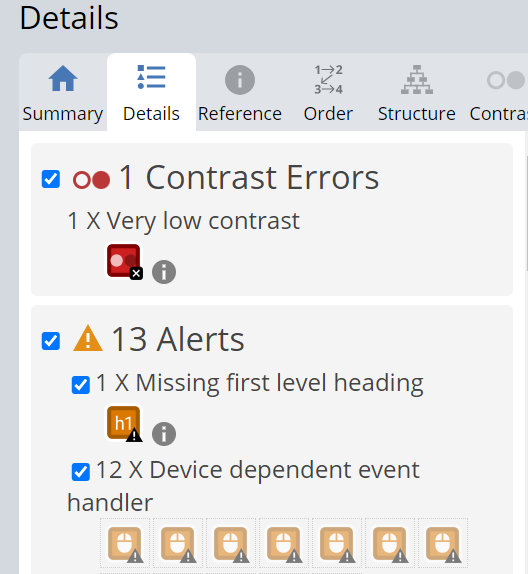 Details
Summary Details Reference Order Structure Contra
1→2
3→4
1 Contrast Errors
1 X Very low contrast
13 Alerts
1 X Missing first level heading
h1
12 X Device dependent event
handler